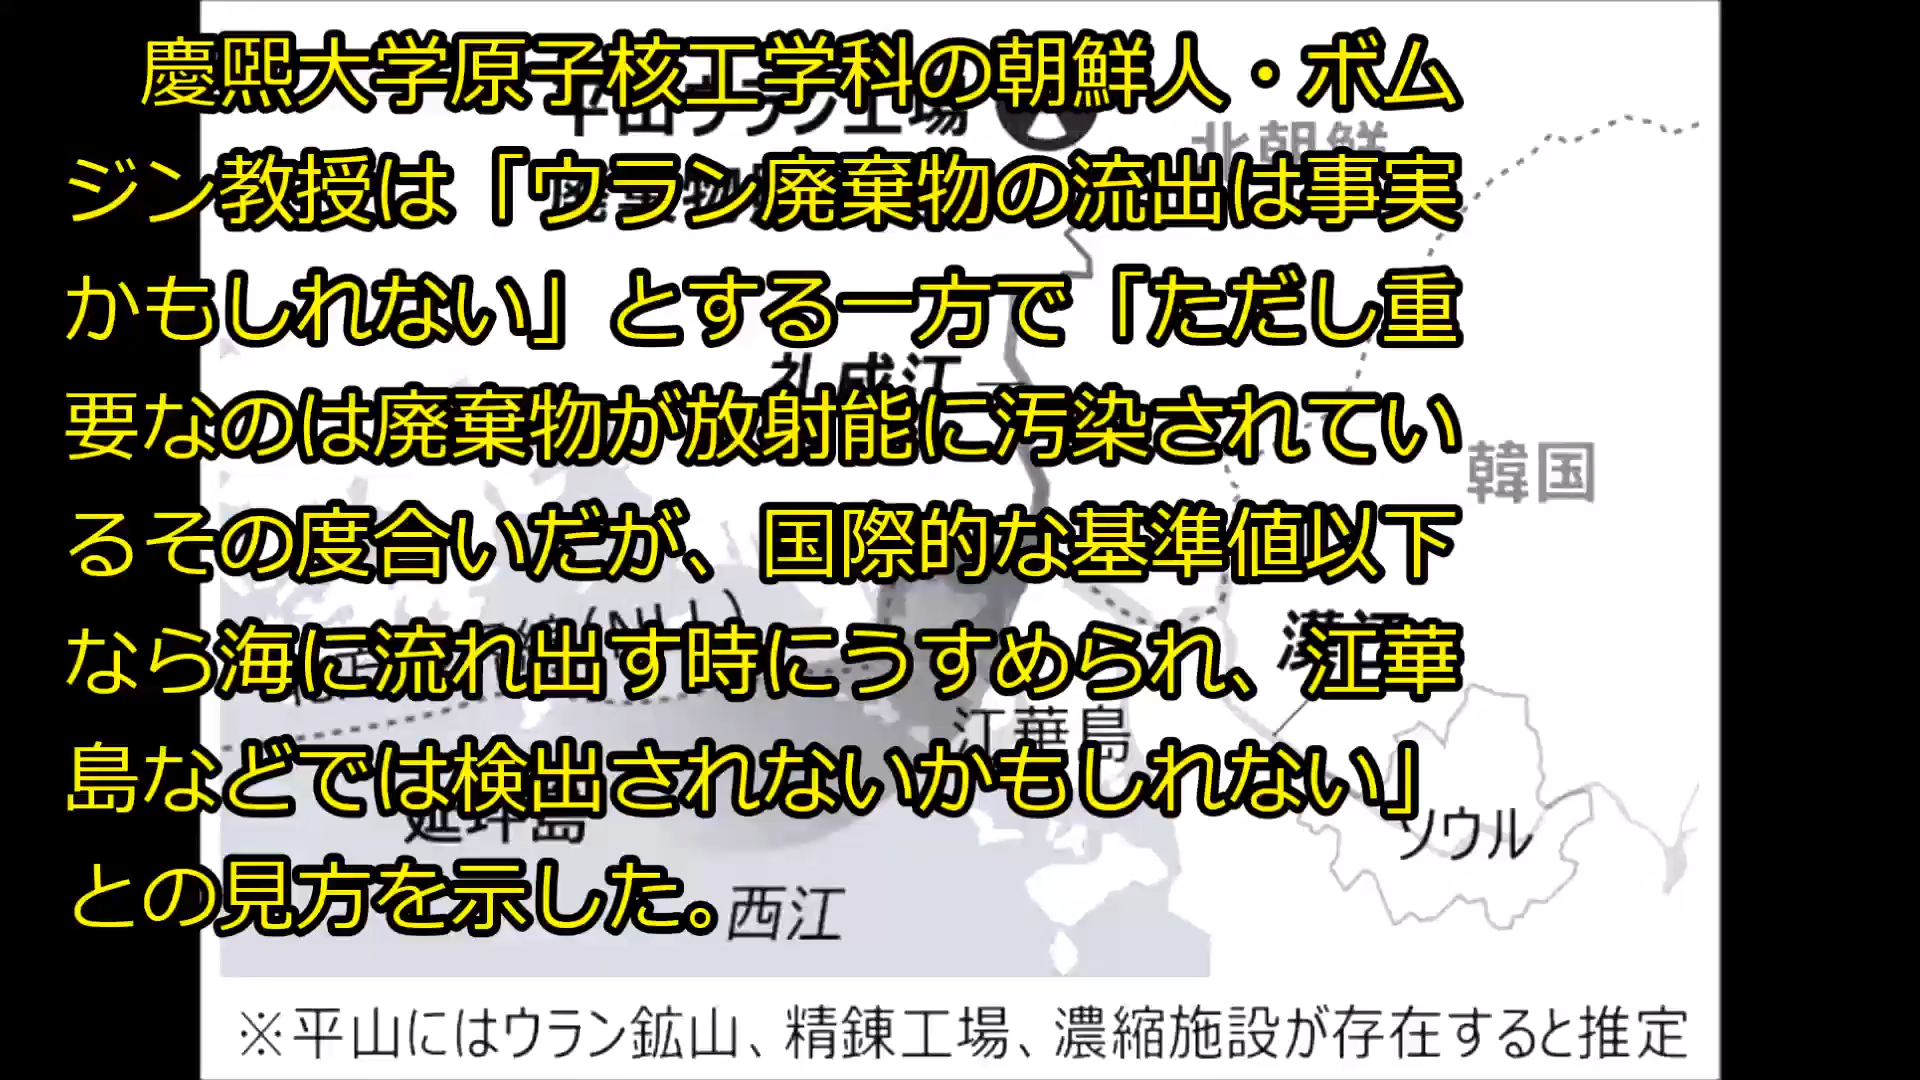 慶熙大学原子核工学科の朝鮮人・ボム
ジン教授は「ウラン廃棄物の流出は事実
かもしれない」とする一方で「ただし重
要なのは廃棄物が放射能に汚染されてい
るその度合いだが、国際的な基準値以下
なら海に流れ出す時にうすめられ、江華
島などでは検出されないかもしれない」
との見方を示した。
平山ウラン工場
北朝鮮
礼成江
韓国
(NLL)
漢江
江華島
延坪島
ソウル
西江
※平山にはウラン鉱山、精錬工場、濃縮施設が存在すると推定